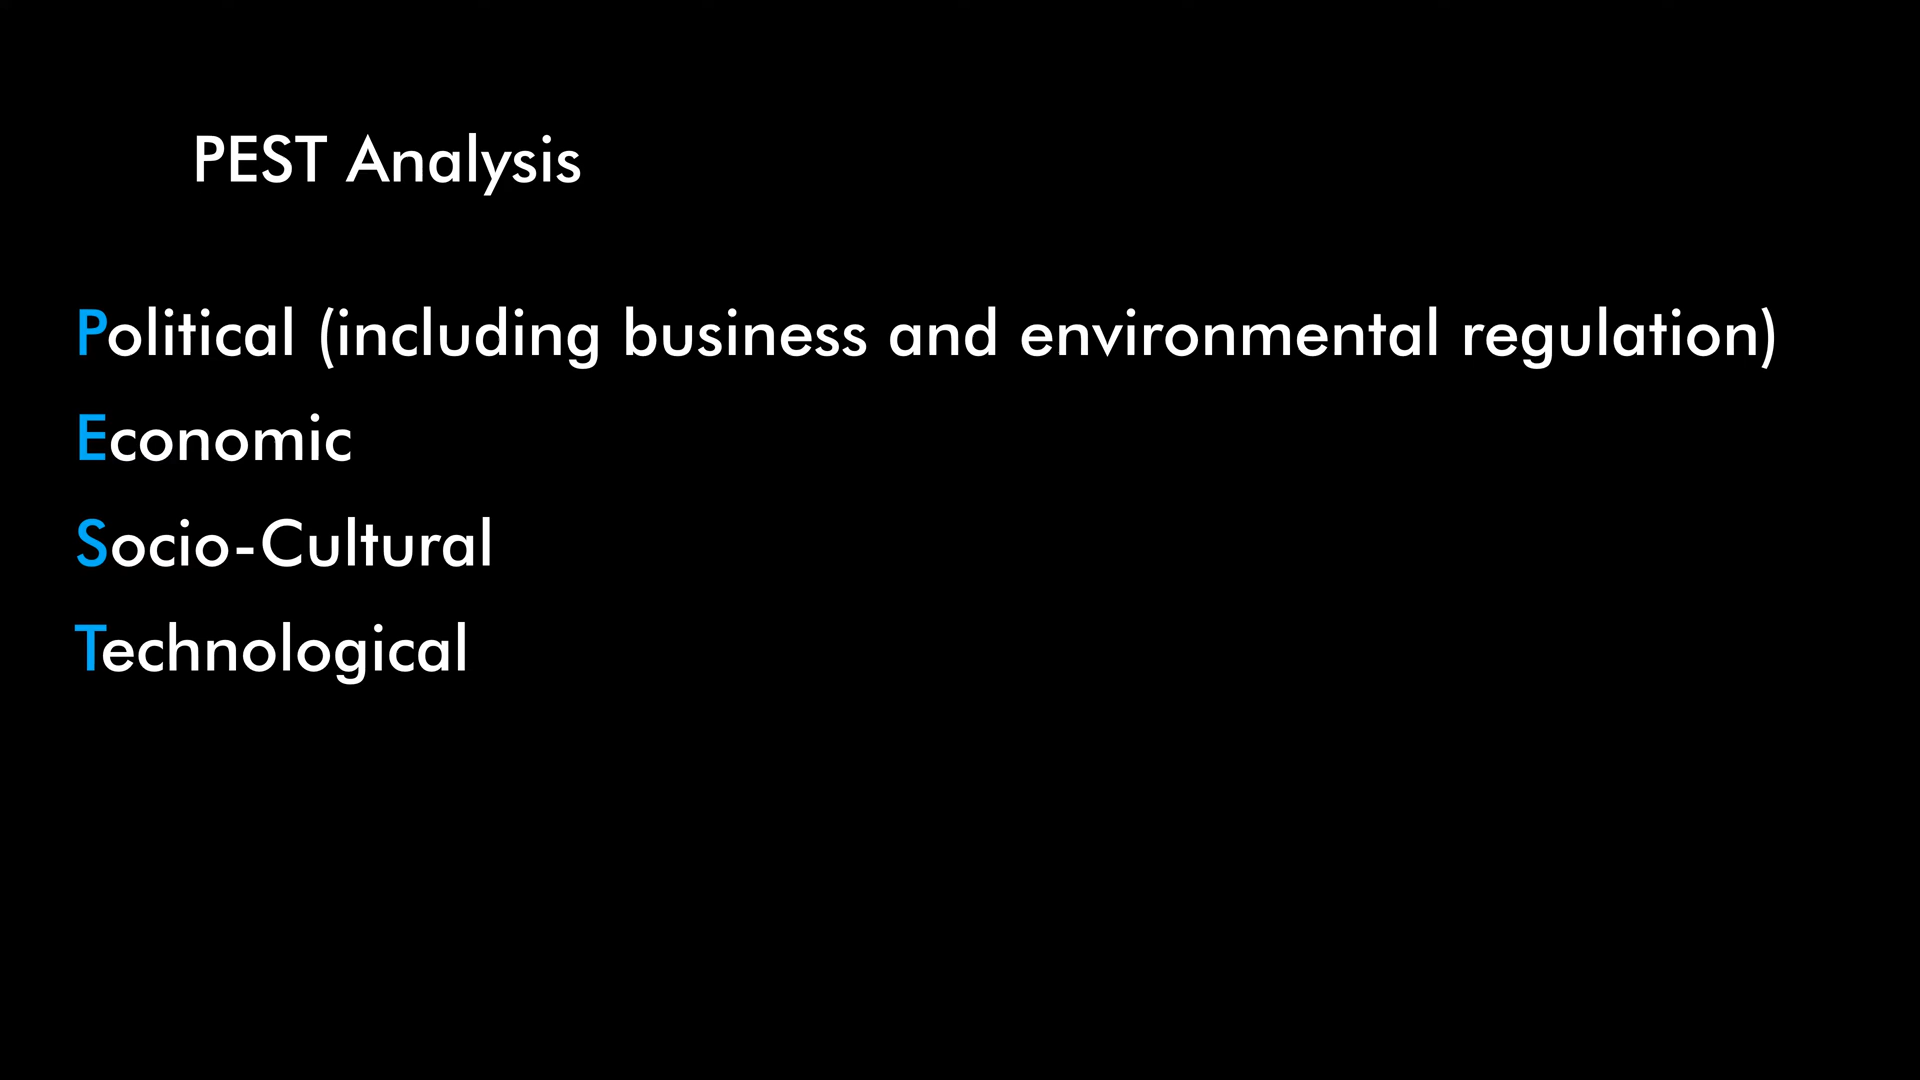 PEST Analysis
Political (including business and environmental regulation)
Economic
Socio-Cultural
Technological